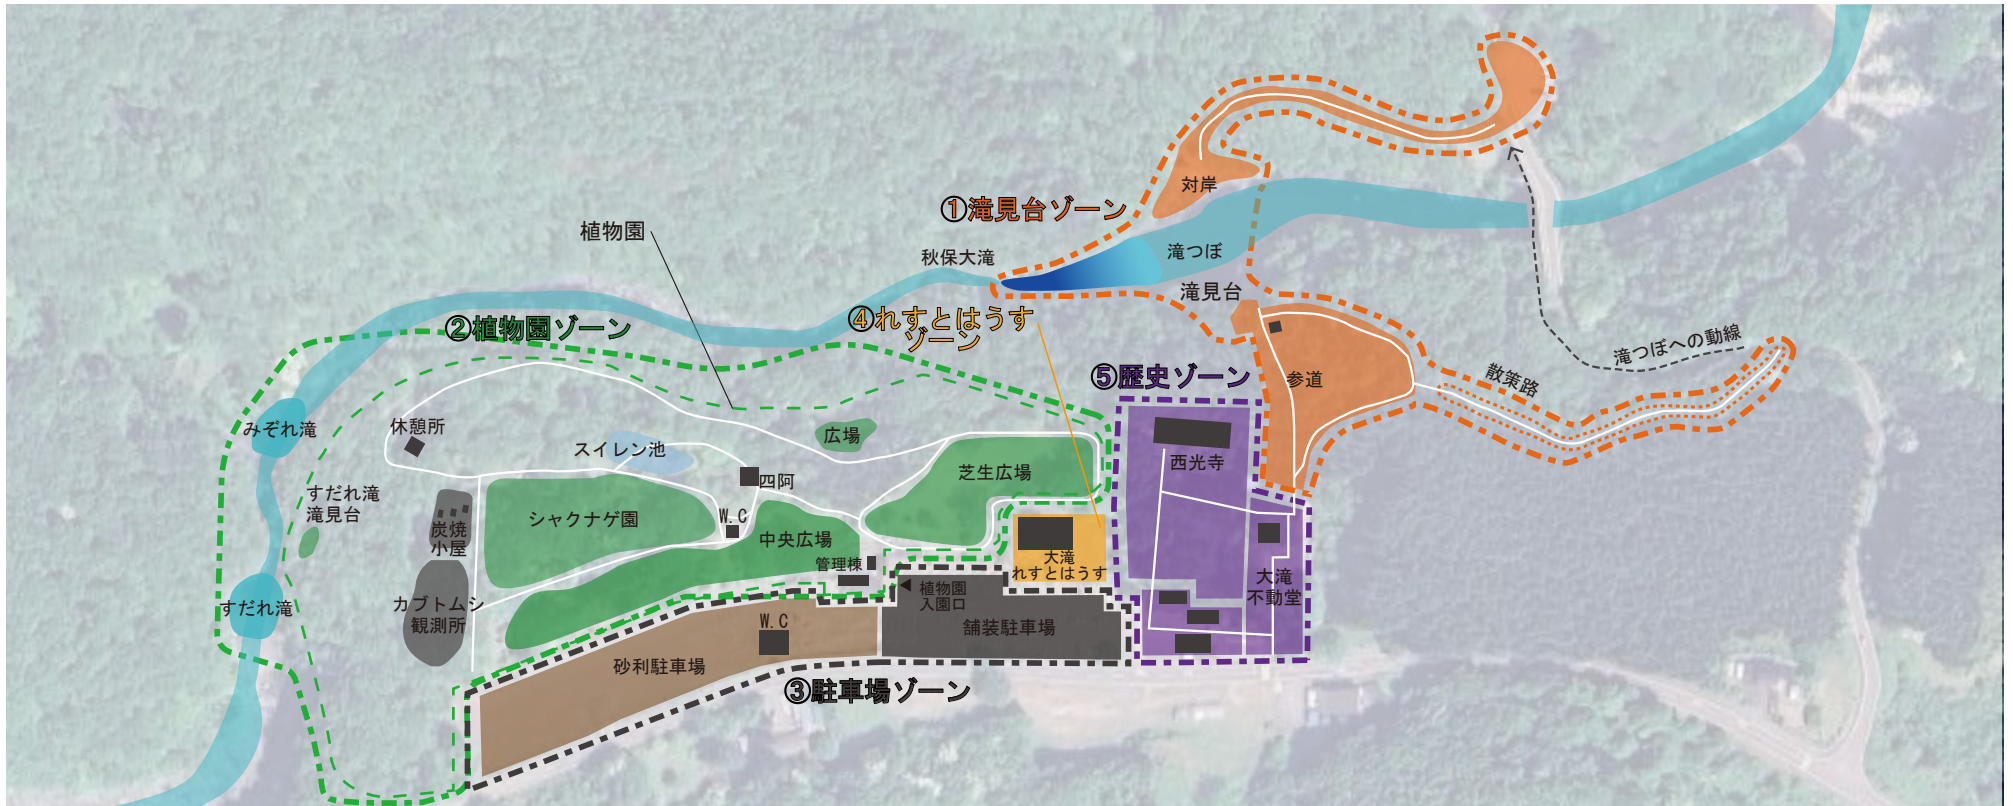 ①滝見台ゾーン
対岸
滝つぼ
秋保大滝
滝見台
植物園
②植物園ゾーン
④れすとはうす
ゾーン
⑤歴史ゾーン
参道
散策路
滝つぼへの動線
みぞれ滝
休憩所
スイレン池
広場
四阿
芝生広場
西光寺
すだれ滝
滝見台
炭焼
小屋
シャクナゲ園
W.C
中央広場
管理棟
大滝
れすとはうす
植物園
入園口
大滝
不動堂
すだれ滝
カブトムシ
観測所
W.C
舗装駐車場
砂利駐車場
③駐車場ゾーン